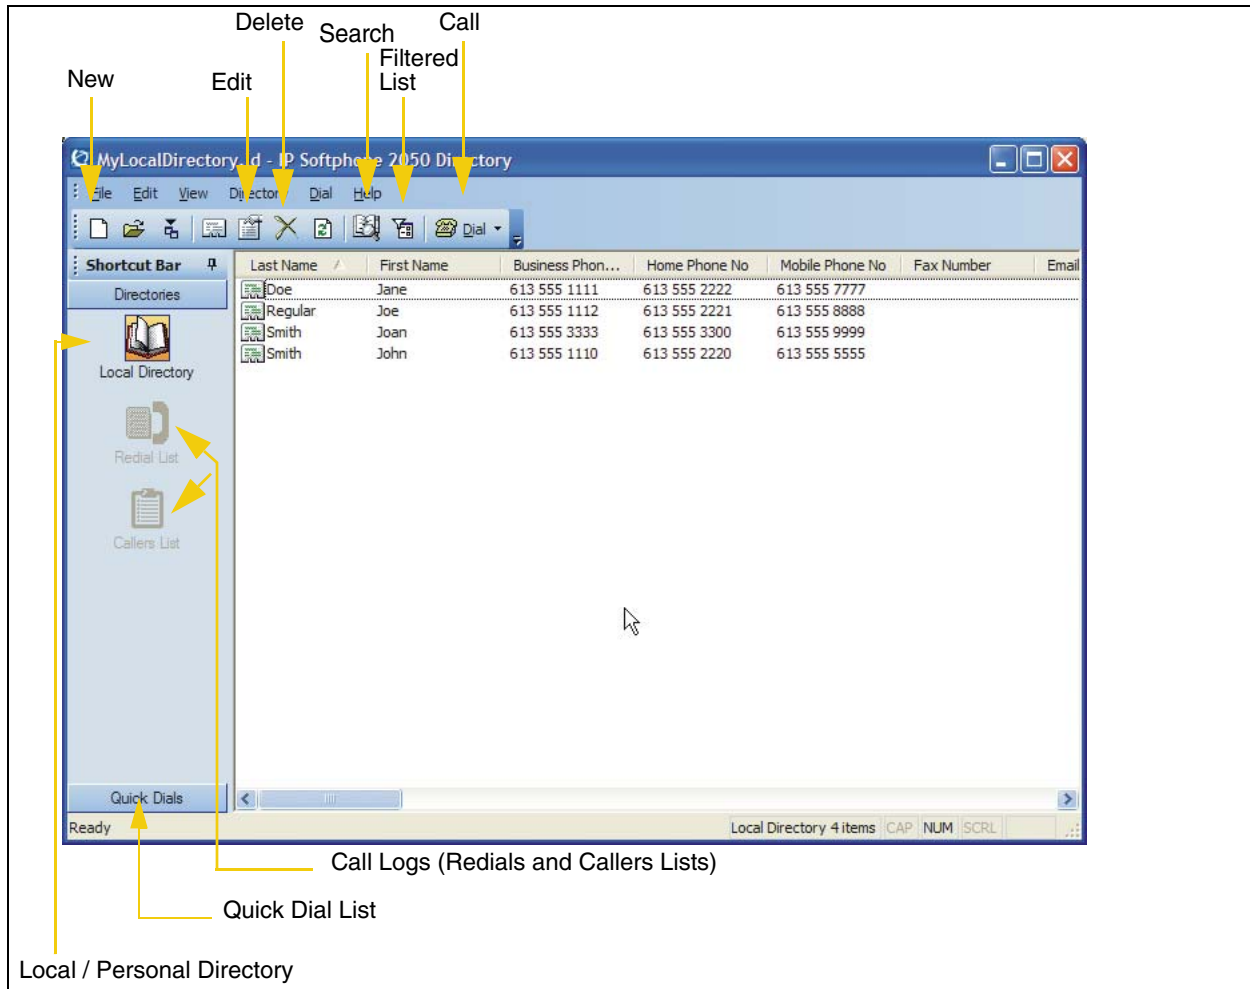 Delete
Search
Call
New
Edit
Filtered
List
MyLocalDirectory. d - IP Softphone 2050 Directory
File Edit View Directory Dial Help
Dial
Shortcut Bar
Last Name First Name Business Phon... Home Phone No Mobile Phone No Fax Number Email
Directories
Doe Jane 613 555 1111 613 555 2222 613 555 7777
Regular Joe 613 555 1112 613 555 2221 613 555 8888
Smith Joan 613 555 3333 613 555 3300 613 555 9999
Smith John 613 555 1110 613 555 2220 613 555 5555
Local Directory
Redial List
Callers List
Quick Dials
Ready Local Directory 4 items CAP NUM SCRL
Call Logs (Redials and Callers Lists)
Quick Dial List
Local / Personal Directory